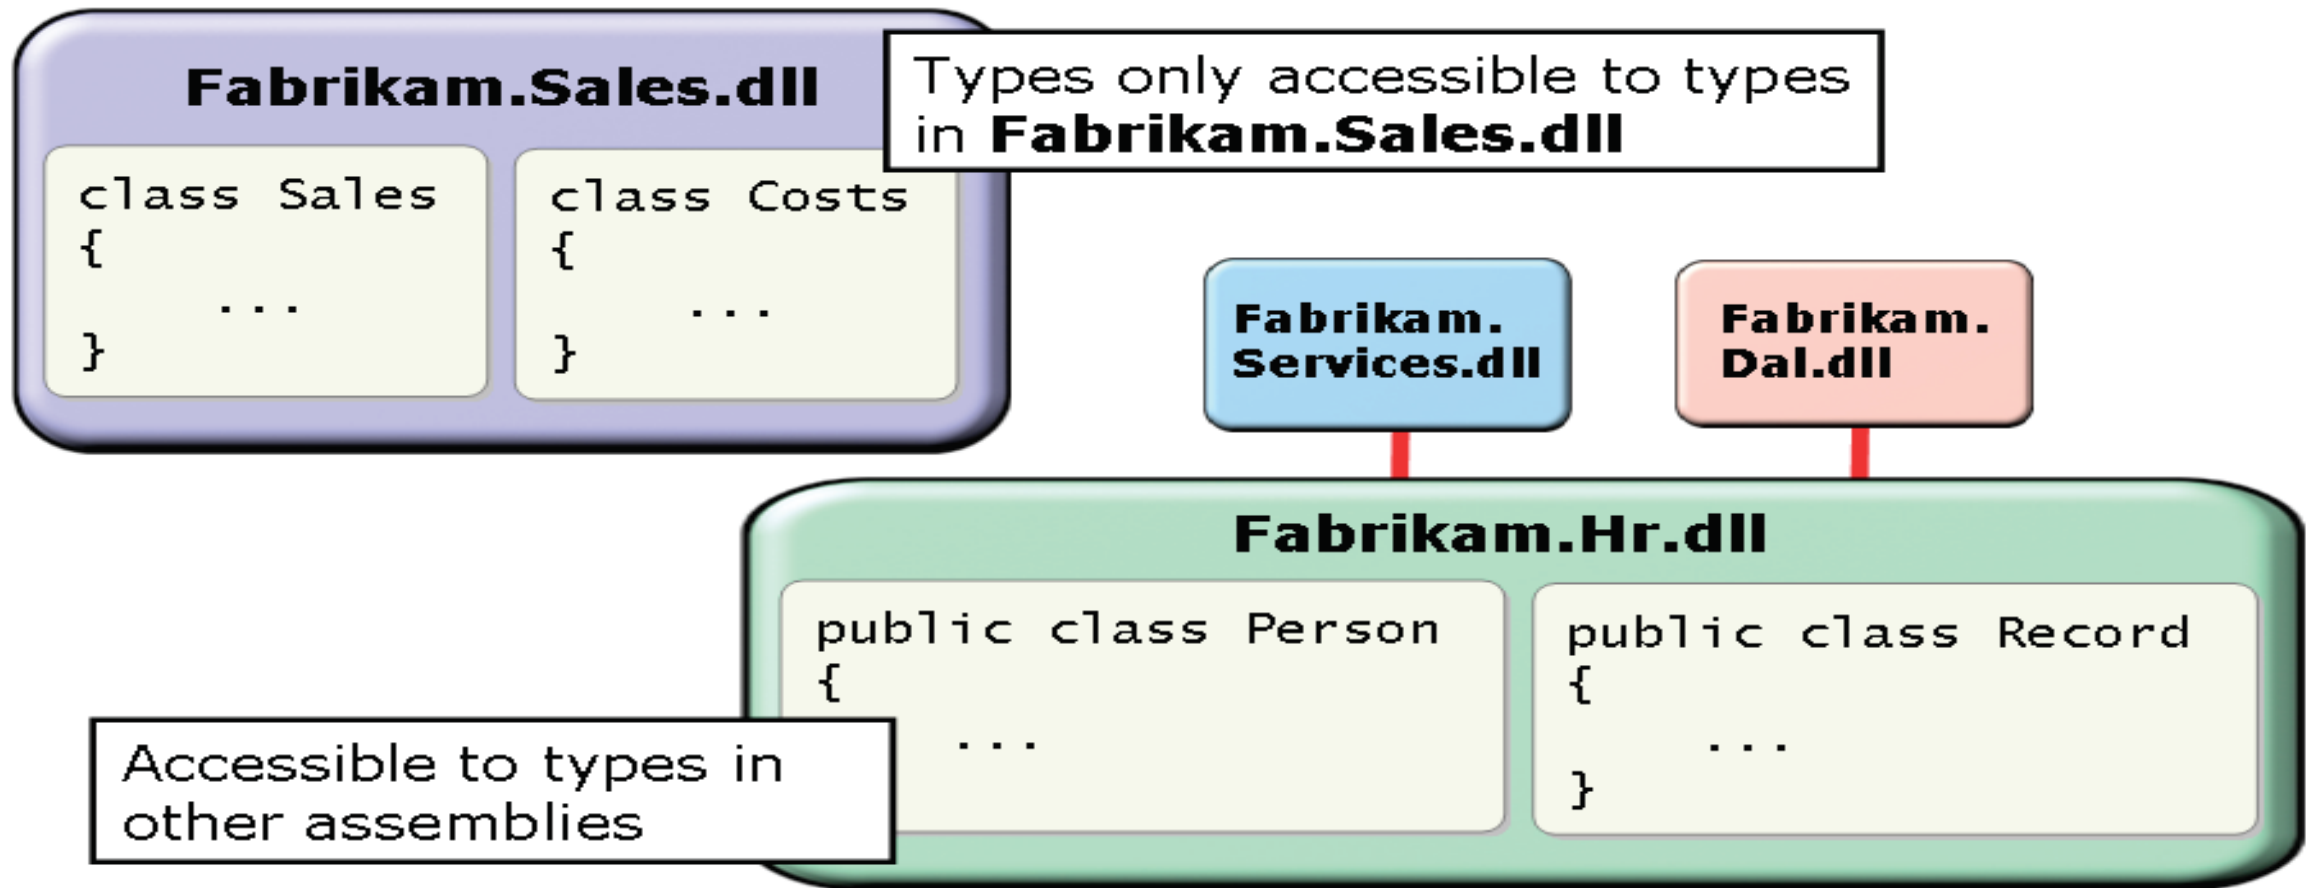 Fabrikam.Sales.dll
Types only accessible to types
in Fabrikam.Sales.dll
class Sales
{
...
}
class Costs
{
...
}
Fabrikam.
Services.dll
Fabrikam.
Dal.dll
Fabrikam.Hr.dll
public class Person
{
...
public class Record
{
...
}
Accessible to types in
other assemblies